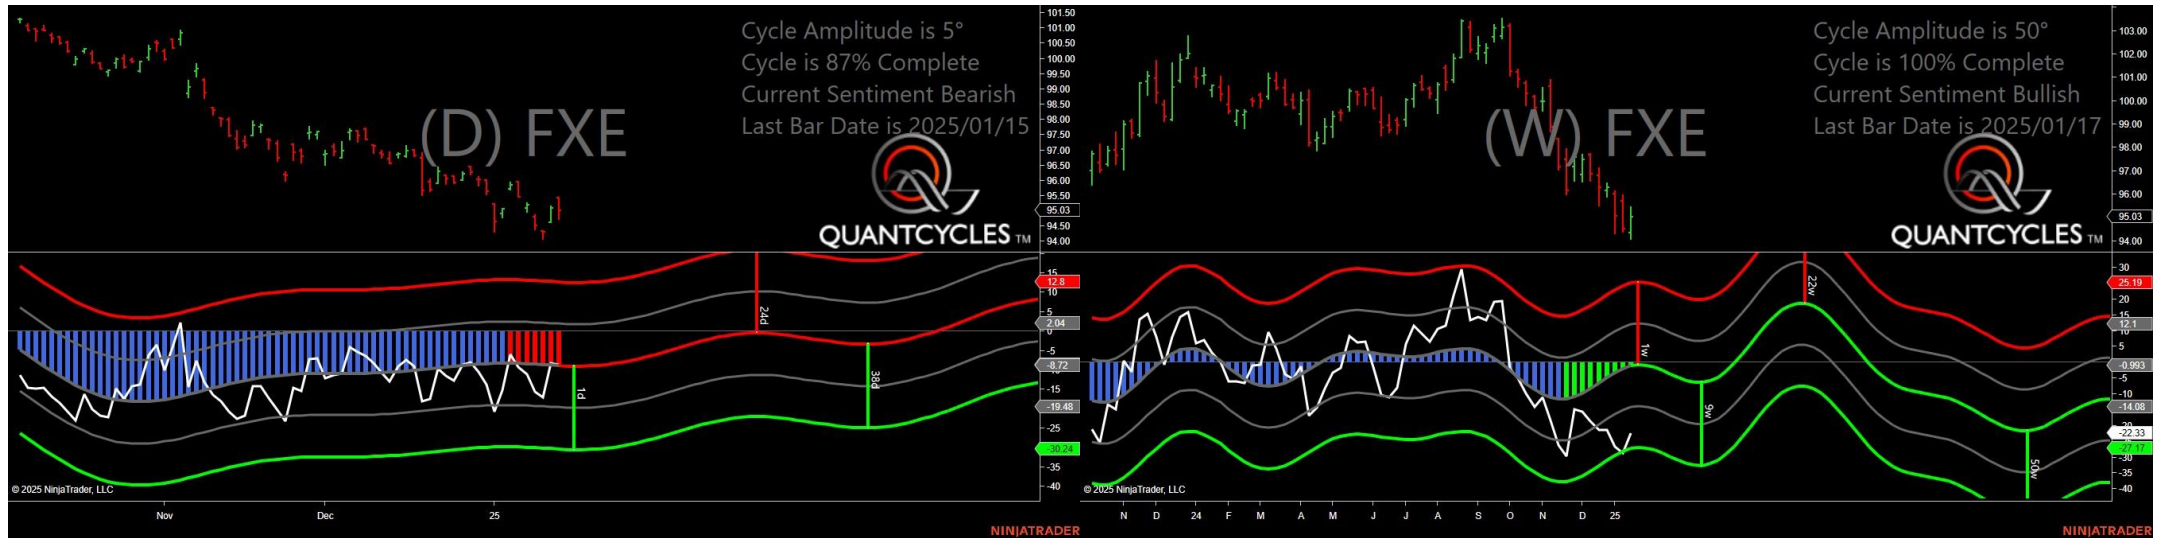 Cycle Amplitude is 5°
Cycle is 87% Complete
Current Sentiment Bearish
Last Bar Date is 2025/01/15
(D) FXE
QUANTCYCLES TM
101.50
101.00
100.50
100.00
99.50
99.00
98.50
98.00
97.50
97.00
96.50
96.00
95.50
95.03
94.50
94.00
15
12.8
10
5
2.04
-5
-8.72
-15
-19.48
-25
-30.24
-35
-40
24d
1d
38d
© 2025 NinjaTrader, LLC
Nov
Dec
25
NINJATRADER
Cycle Amplitude is 50°
Cycle is 100% Complete
Current Sentiment Bullish
Last Bar Date is 2025/01/17
(W) FXE
QUANTCYCLES TM
103.00
102.00
101.00
100.00
99.00
98.00
97.00
96.00
95.03
94.00
30
25.19
20
15
12.1
5
-0.993
-5
-10
-14.08
-22.33
-27.17
-30
-35
-40
1w
9w
22w
50w
© 2025 NinjaTrader, LLC
N
D
24
F
M
A
M
J
J
A
S
O
N
D
25
NINJATRADER